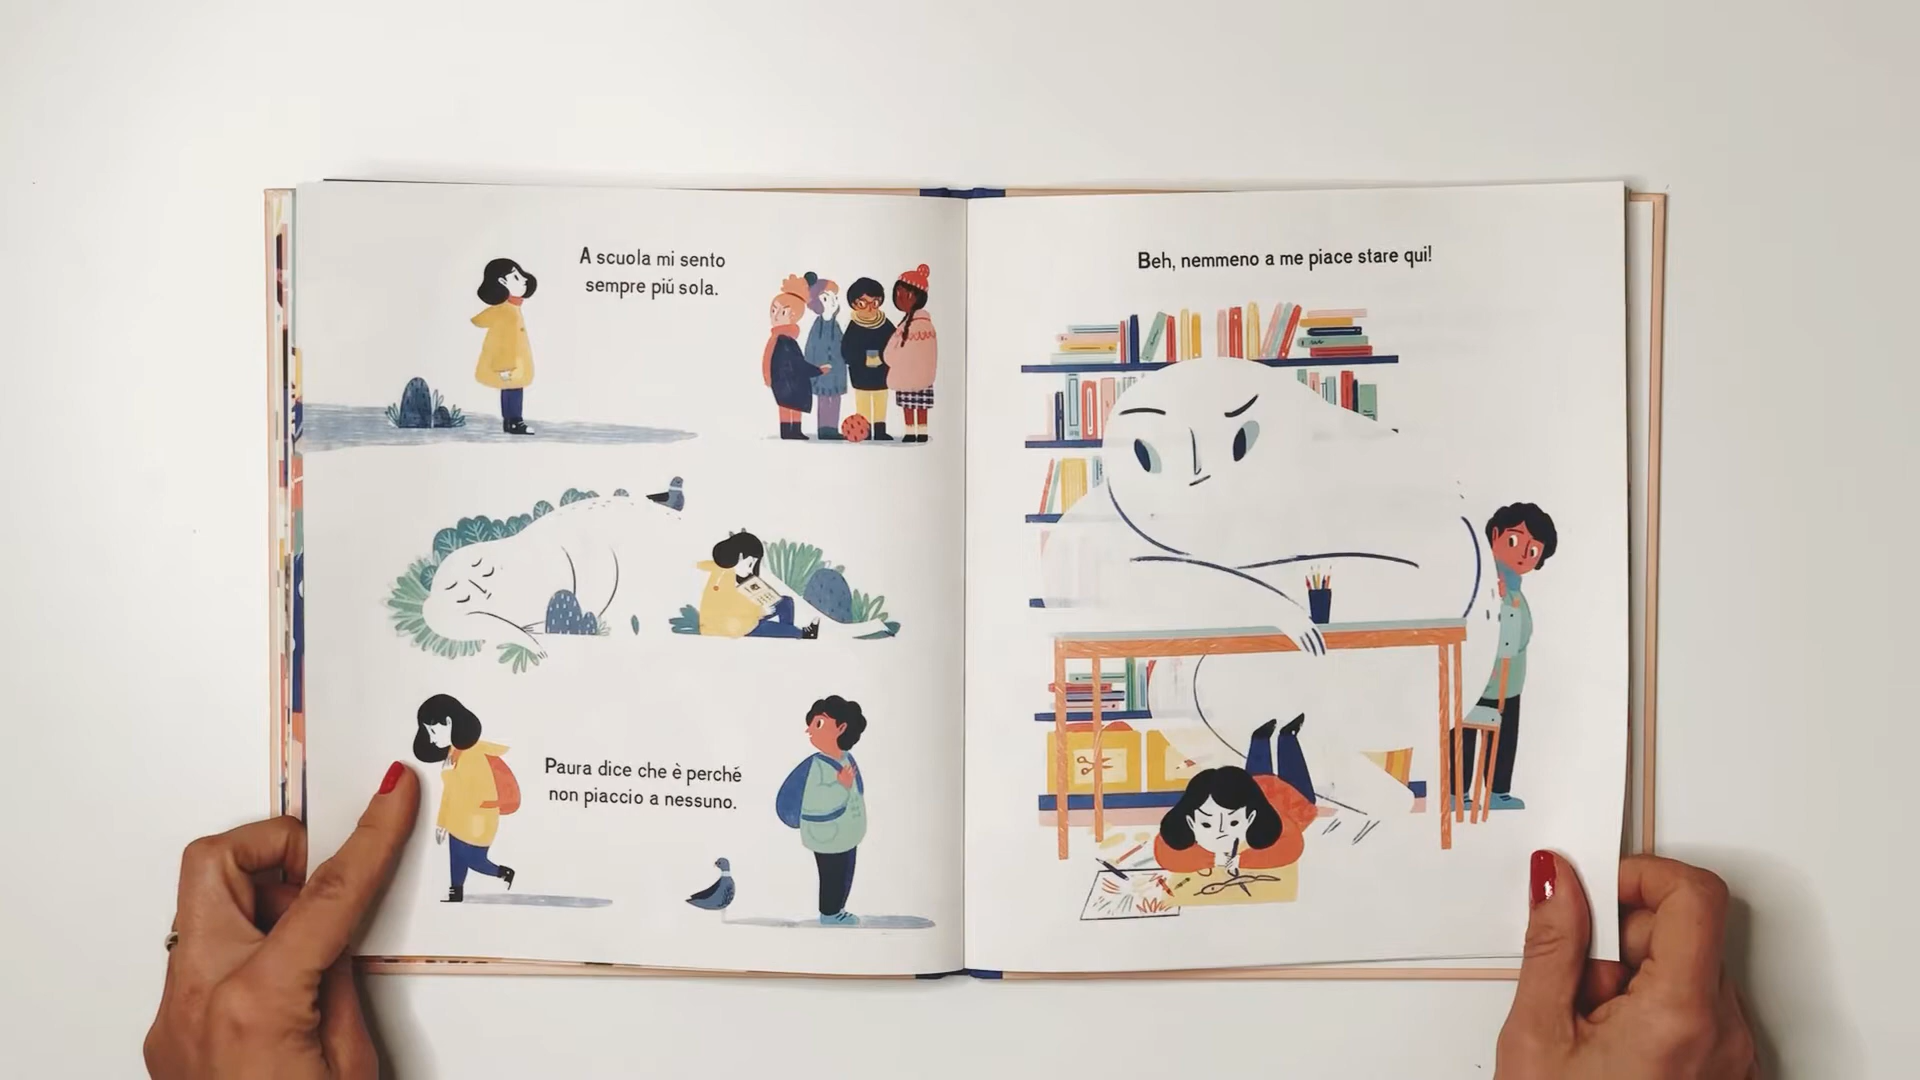 A scuola mi sento
sempre più sola.
Paura dice che è perché
non piaccio a nessuno.
Beh, nemmeno a me piace stare qui!